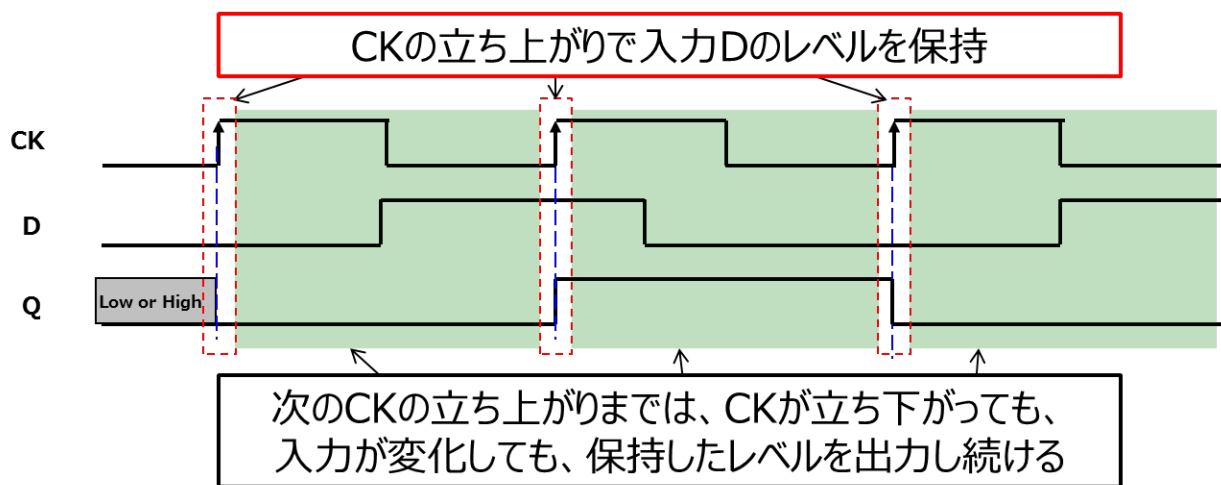 CKの立ち上がりで入力Dのレベルを保持
CK
D
Low or High
Q
次のCKの立ち上がりまでは、CKが立ち下がっても、
入力が変化しても、保持したレベルを出力し続ける